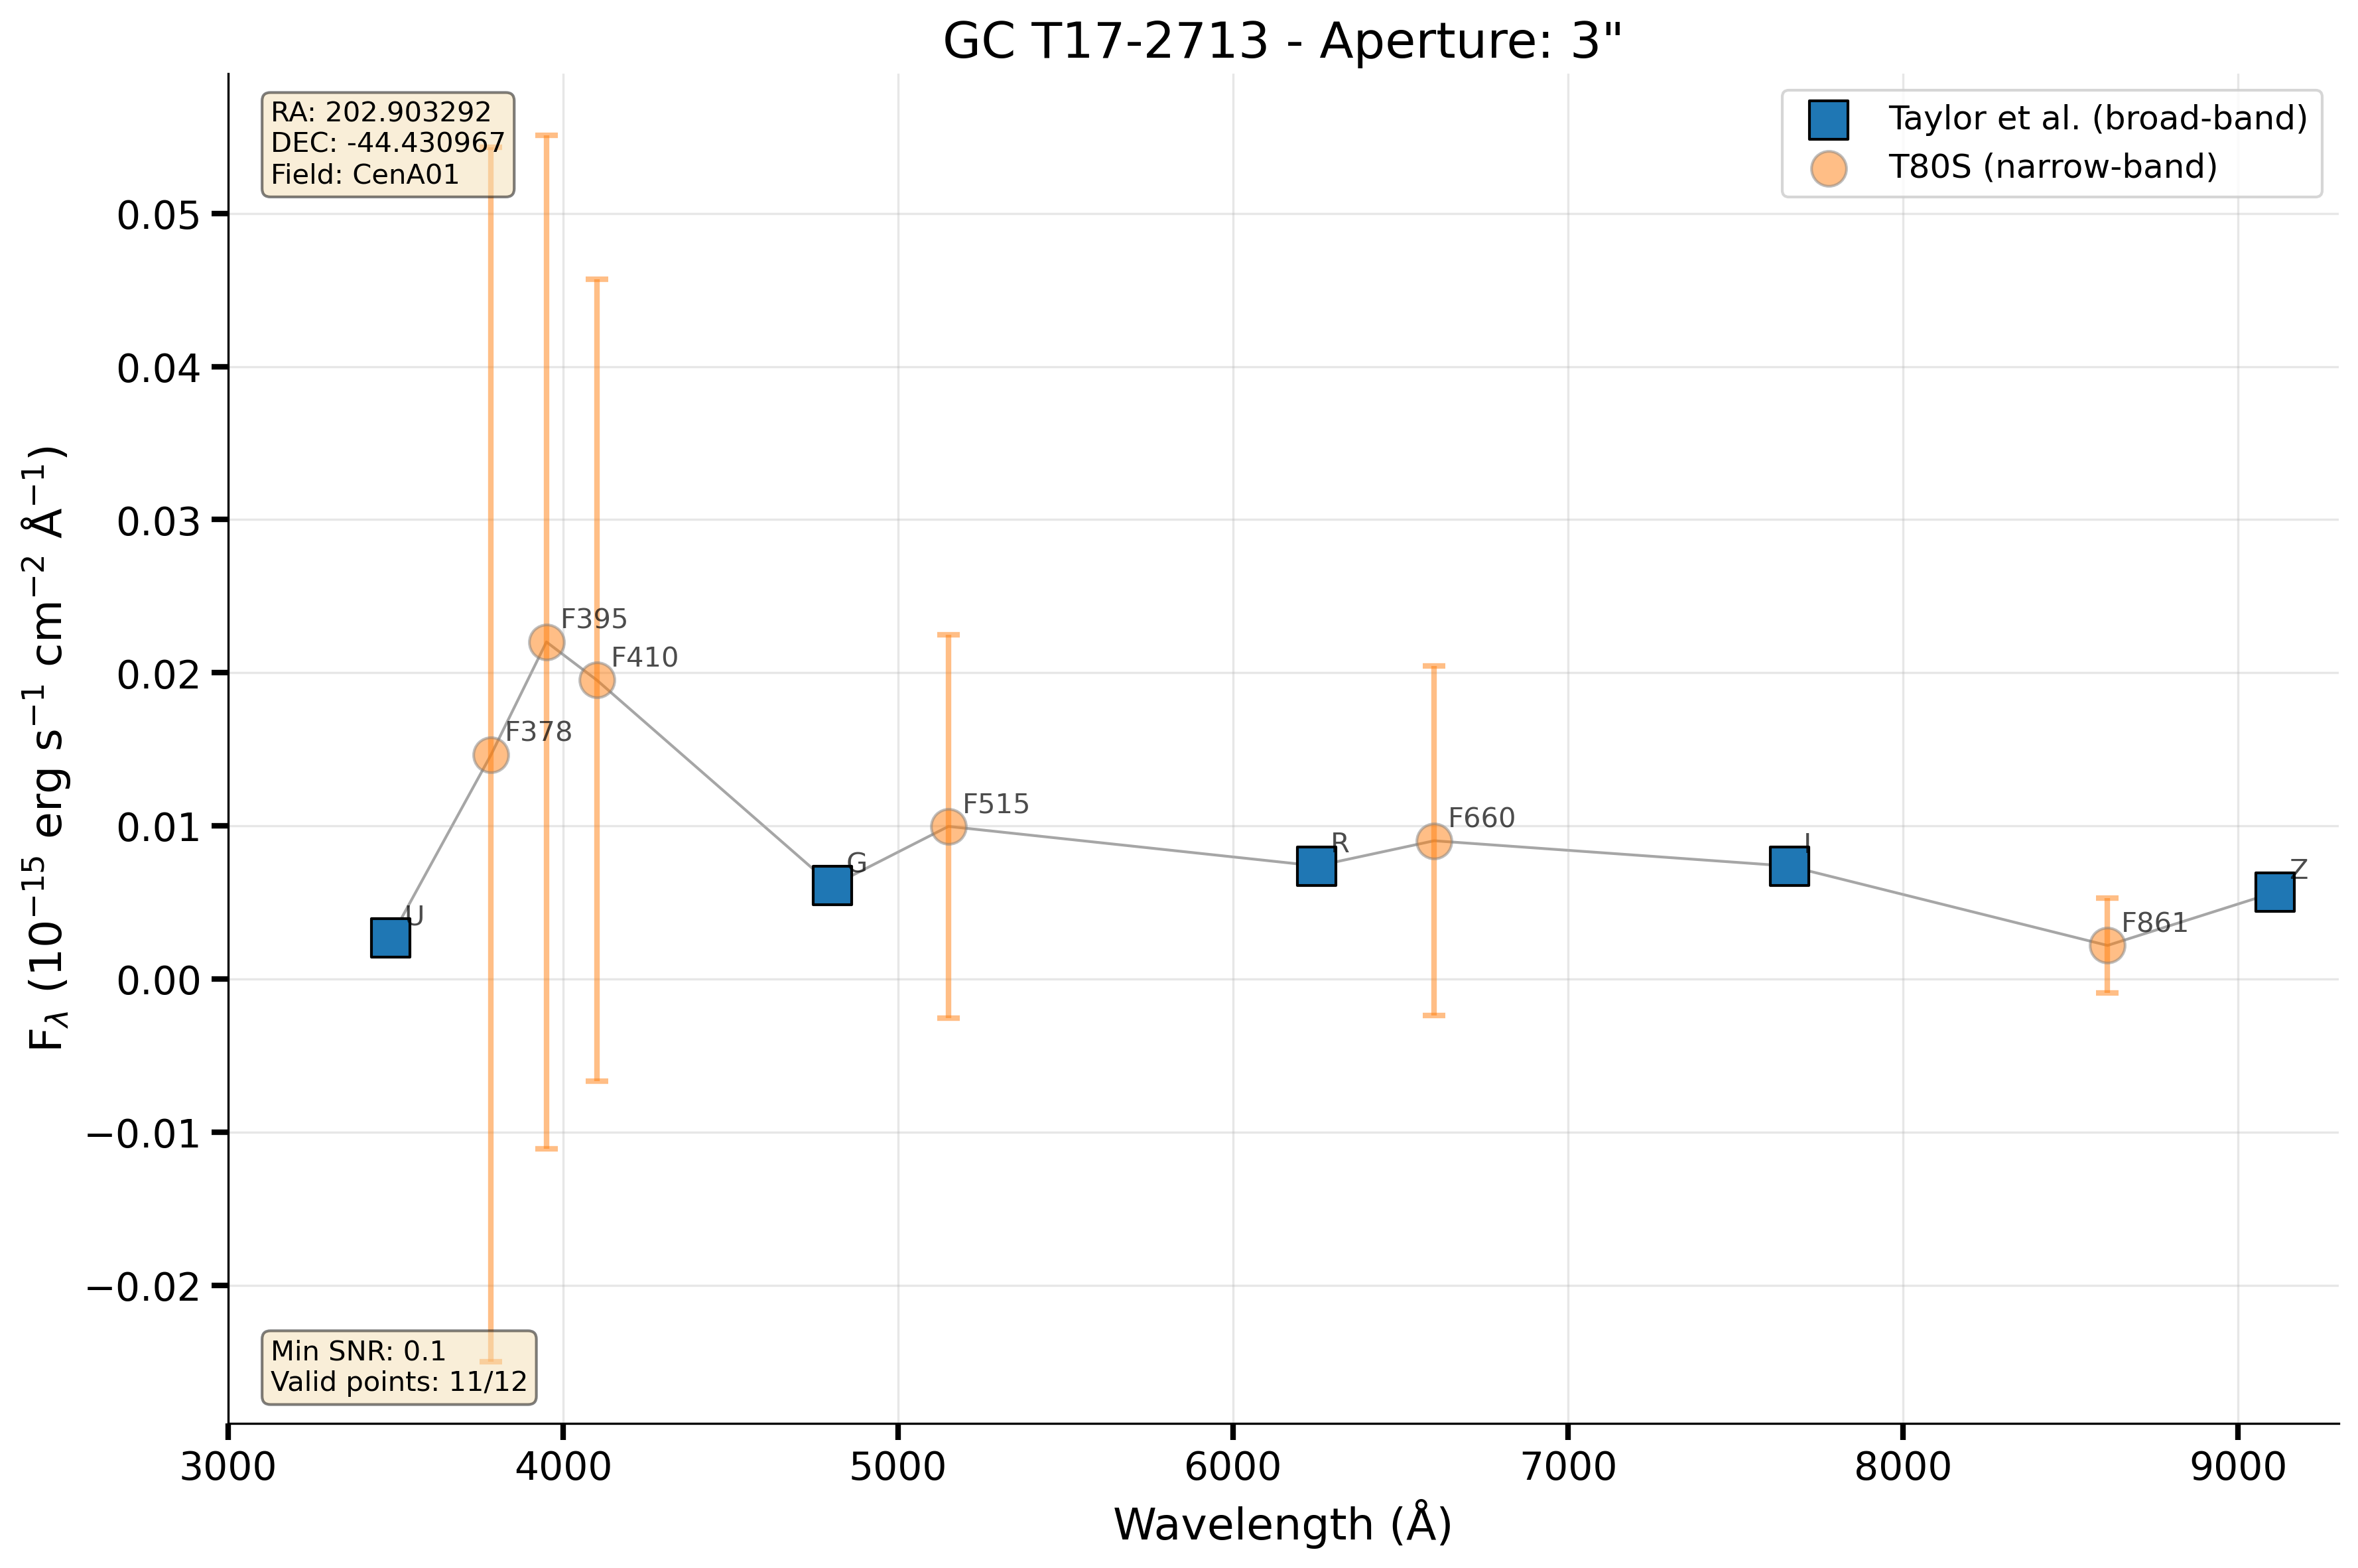 GC T17-2713 - Aperture: 3"
RA: 202.903292
DEC: -44.430967
Field: CenA01
Taylor et al. (broad-band)
T80S (narrow-band)
0.05
0.04
0.03
0.02
0.01
0.00
−0.01
−0.02
F_λ (10⁻¹⁵ erg s⁻¹ cm⁻² Å⁻¹)
U
F378
F395
F410
G
F515
R
F660
I
F861
Z
Min SNR: 0.1
Valid points: 11/12
3000 4000 5000 6000 7000 8000 9000
Wavelength (Å)